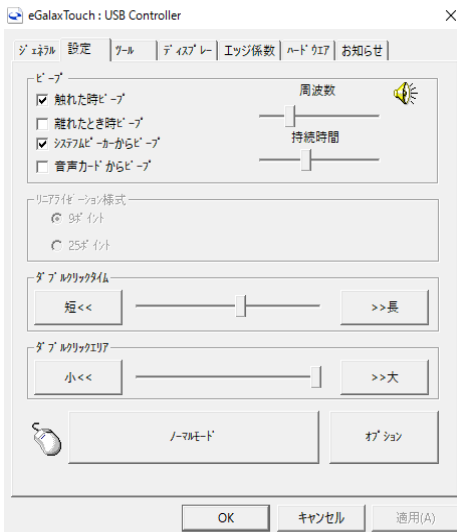 eGalaxTouch : USB Controller
ｼﾞｪﾈﾗﾙ 設定 ﾂｰﾙ ﾃﾞｨｽﾌﾟﾚｰ エッジ係数 ﾊｰﾄﾞｳｴｱ お知らせ
ﾋﾞｰﾌﾟ
触れた時ﾋﾞｰﾌﾟ
周波数
離れたとき時ﾋﾞｰﾌﾟ
ｼｽﾃﾌﾑﾋﾟｰｶｰからﾋﾞｰﾌﾟ
持続時間
音声ｶｰﾄﾞからﾋﾞｰﾌﾟ
ﾘﾆｱﾗｲｾﾞｰｼｮﾝ様式
9ﾎﾟｲﾝﾄ
25ﾎﾟｲﾝﾄ
ﾀﾞﾌﾞﾙｸﾘｯｸﾀｲﾑ
短<< >>長
ﾀﾞﾌﾞﾙｸﾘｯｸｴﾘｱ
小<< >>大
ﾉｰﾏﾙﾓｰﾄﾞ ｵﾌﾟｼｮﾝ
OK キャンセル 適用(A)